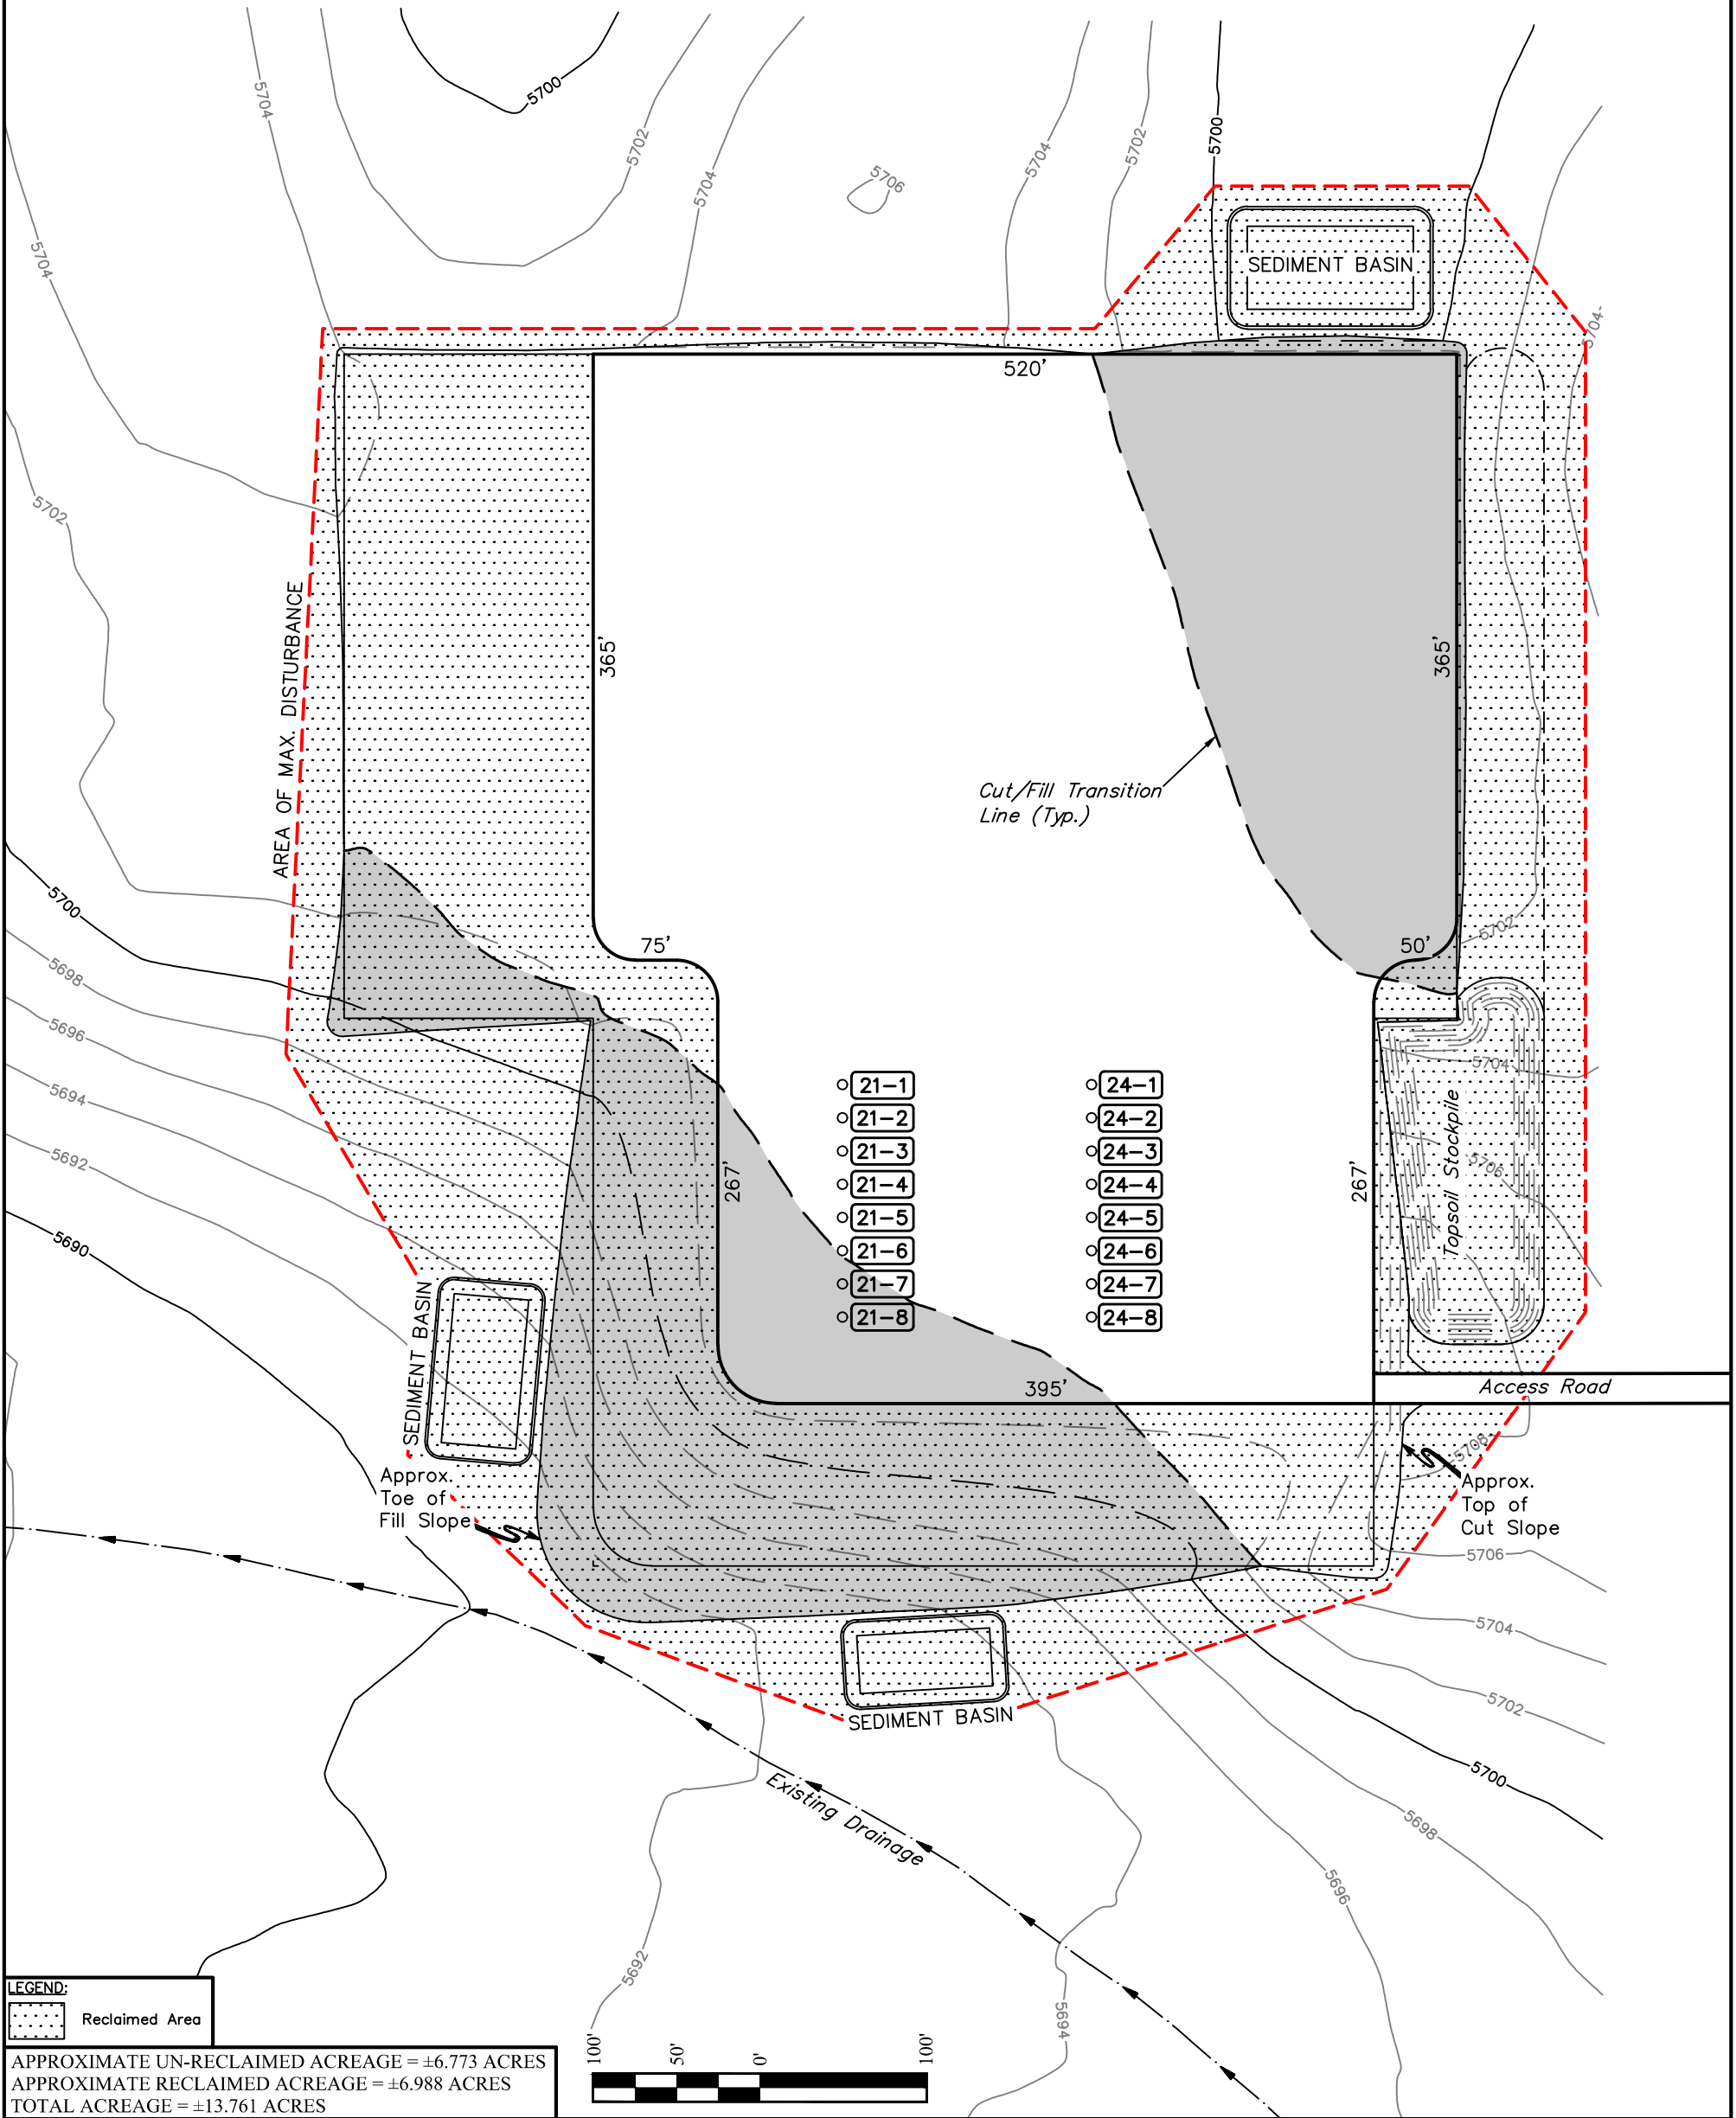 5700
5704
5702
5704
5706
5704
5702
5700
5704
SEDIMENT BASIN
5704
520'
5702
AREA OF MAX. DISTURBANCE
365'
365'
Cut/Fill Transition
Line (Typ.)
5700
75'
50'
5702
5698
5696
5704
5694
5692
5690
21-1
21-2
21-3
21-4
21-5
21-6
21-7
21-8
24-1
24-2
24-3
24-4
24-5
24-6
24-7
24-8
267'
267'
Topsoil Stockpile
5706
SEDIMENT BASIN
395'
Access Road
5708
Approx.
Toe of
Fill Slope
Approx.
Top of
Cut Slope
5706
5704
5702
5700
5698
5696
SEDIMENT BASIN
Existing Drainage
5692
5694
LEGEND:
Reclaimed Area
APPROXIMATE UN-RECLAIMED ACREAGE = ±6.773 ACRES
APPROXIMATE RECLAIMED ACREAGE = ±6.988 ACRES
TOTAL ACREAGE = ±13.761 ACRES
100'
50'
0'
100'